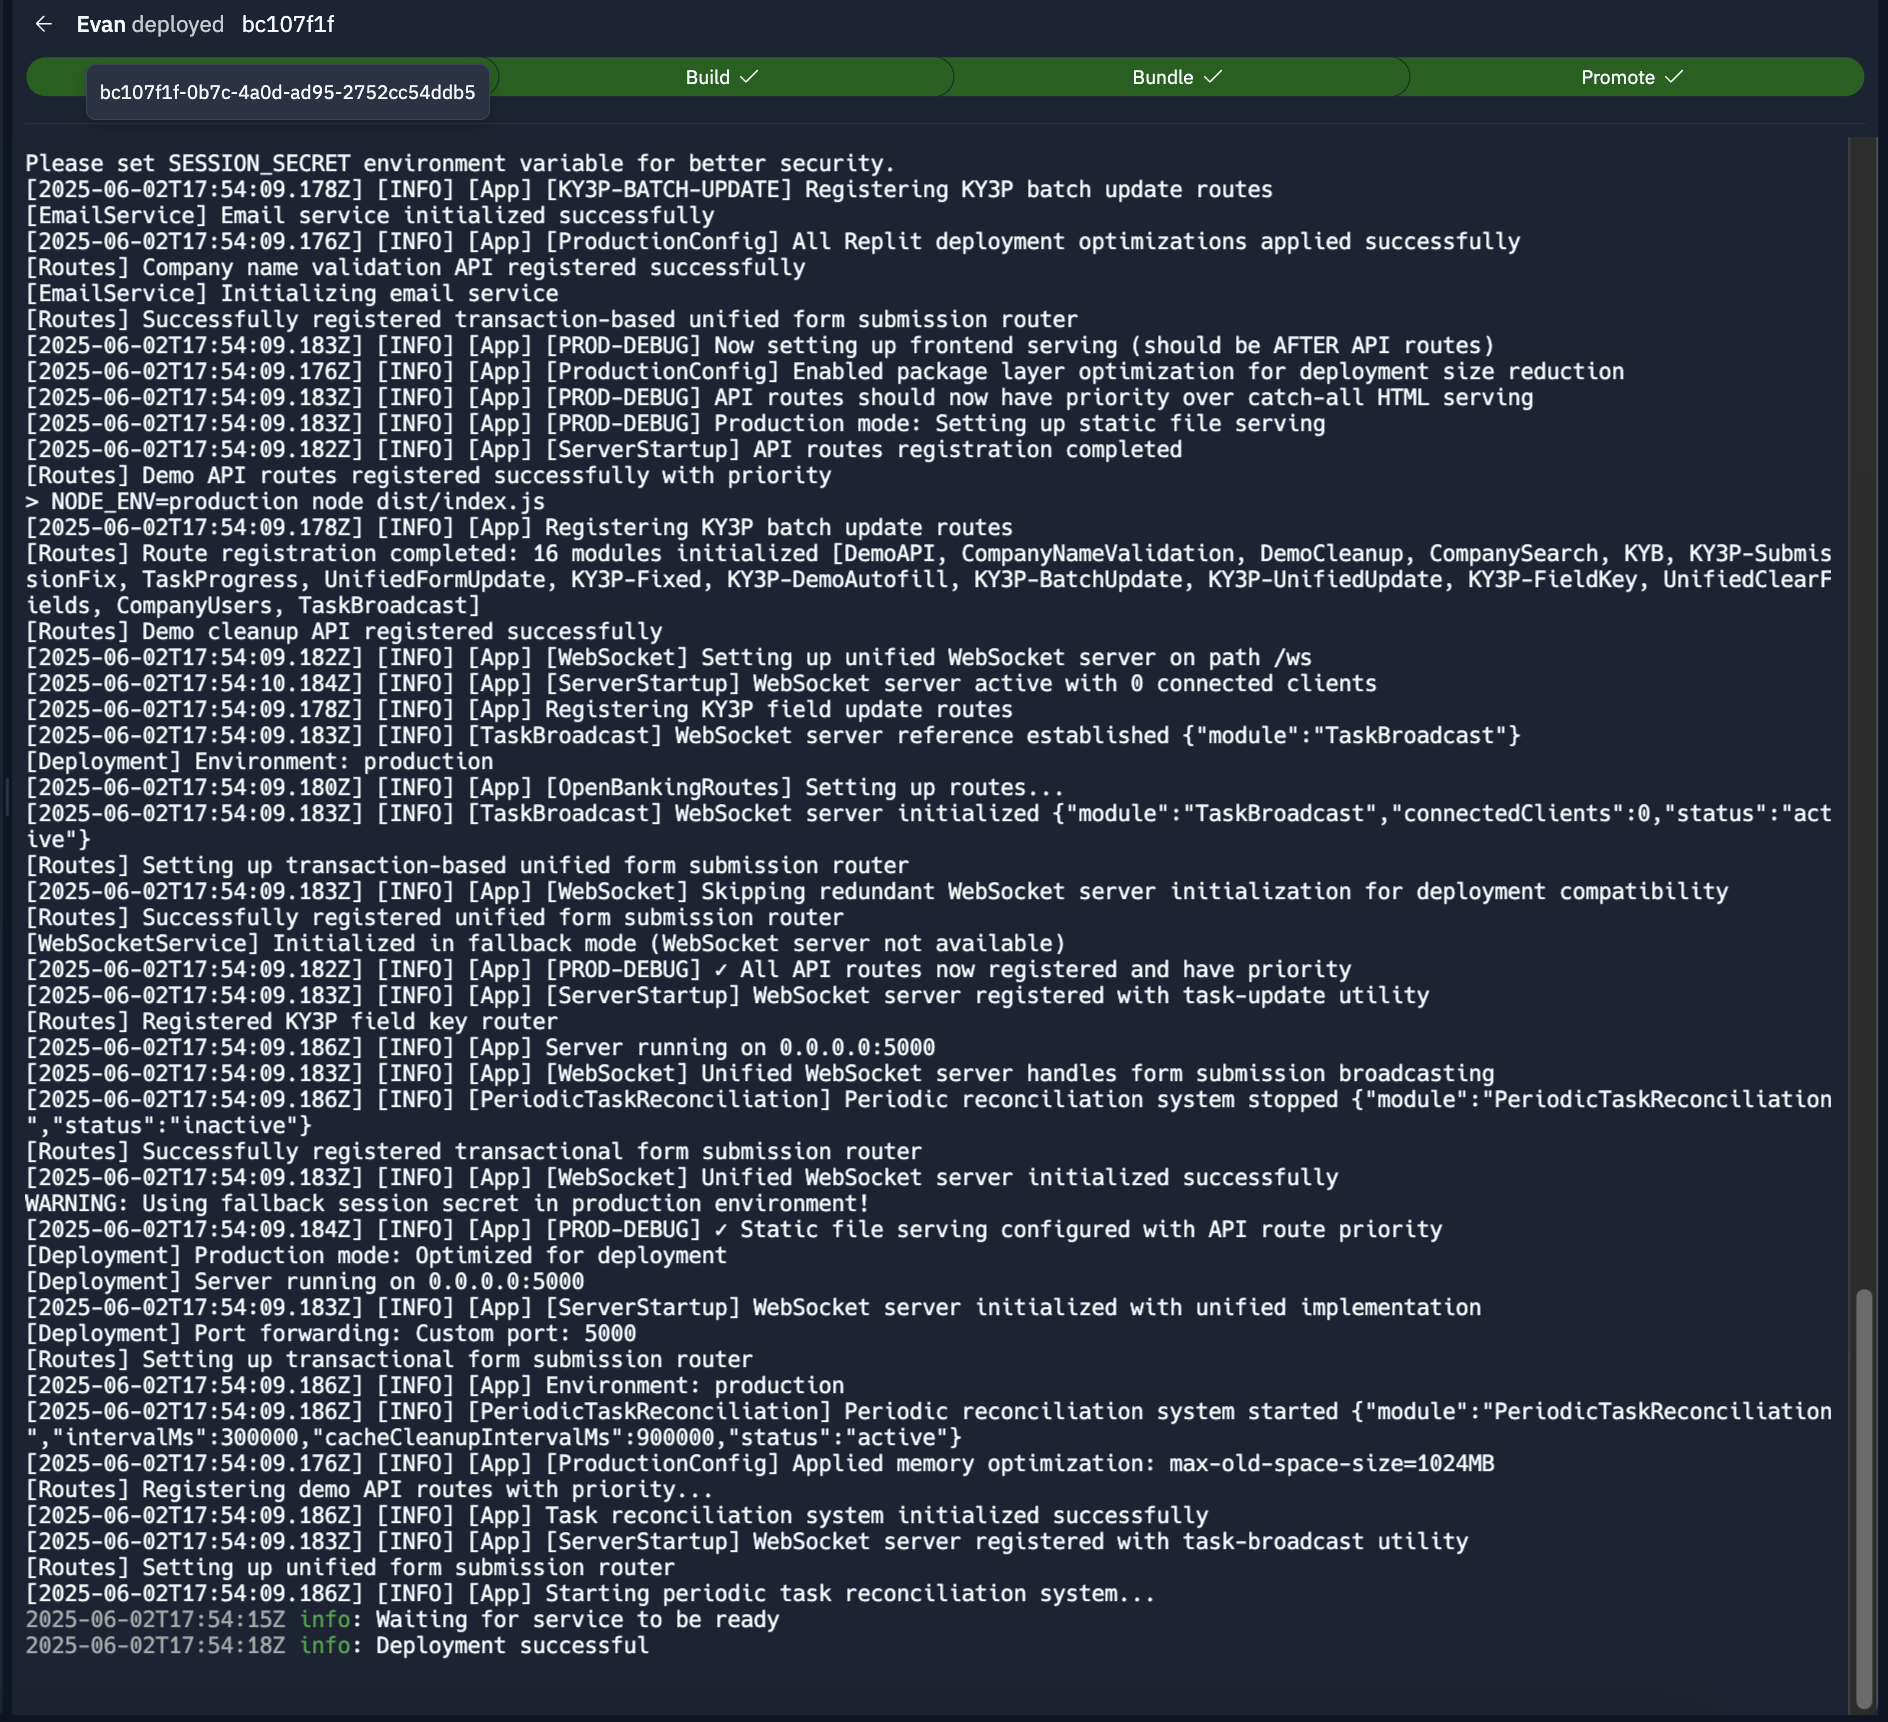 ← Evan deployed bc107f1f
Build ✓ Bundle ✓ Promote ✓
bc107f1f-0b7c-4a0d-ad95-2752cc54ddb5
Please set SESSION_SECRET environment variable for better security.
[2025-06-02T17:54:09.178Z] [INFO] [App] [KY3P-BATCH-UPDATE] Registering KY3P batch update routes
[EmailService] Email service initialized successfully
[2025-06-02T17:54:09.176Z] [INFO] [App] [ProductionConfig] All Replit deployment optimizations applied successfully
[Routes] Company name validation API registered successfully
[EmailService] Initializing email service
[Routes] Successfully registered transaction-based unified form submission router
[2025-06-02T17:54:09.183Z] [INFO] [App] [PROD-DEBUG] Now setting up frontend serving (should be AFTER API routes)
[2025-06-02T17:54:09.176Z] [INFO] [App] [ProductionConfig] Enabled package layer optimization for deployment size reduction
[2025-06-02T17:54:09.183Z] [INFO] [App] [PROD-DEBUG] API routes should now have priority over catch-all HTML serving
[2025-06-02T17:54:09.183Z] [INFO] [App] [PROD-DEBUG] Production mode: Setting up static file serving
[2025-06-02T17:54:09.182Z] [INFO] [App] [ServerStartup] API routes registration completed
[Routes] Demo API routes registered successfully with priority
> NODE_ENV=production node dist/index.js
[2025-06-02T17:54:09.178Z] [INFO] [App] Registering KY3P batch update routes
[Routes] Route registration completed: 16 modules initialized [DemoAPI, CompanyNameValidation, DemoCleanup, CompanySearch, KYB, KY3P-Submis
sionFix, TaskProgress, UnifiedFormUpdate, KY3P-Fixed, KY3P-DemoAutofill, KY3P-BatchUpdate, KY3P-UnifiedUpdate, KY3P-FieldKey, UnifiedClearF
ields, CompanyUsers, TaskBroadcast]
[Routes] Demo cleanup API registered successfully
[2025-06-02T17:54:09.182Z] [INFO] [App] [WebSocket] Setting up unified WebSocket server on path /ws
[2025-06-02T17:54:10.184Z] [INFO] [App] [ServerStartup] WebSocket server active with 0 connected clients
[2025-06-02T17:54:09.178Z] [INFO] [App] Registering KY3P field update routes
[2025-06-02T17:54:09.183Z] [INFO] [TaskBroadcast] WebSocket server reference established {"module":"TaskBroadcast"}
[Deployment] Environment: production
[2025-06-02T17:54:09.180Z] [INFO] [App] [OpenBankingRoutes] Setting up routes...
[2025-06-02T17:54:09.183Z] [INFO] [TaskBroadcast] WebSocket server initialized {"module":"TaskBroadcast","connectedClients":0,"status":"act
ive"}
[Routes] Setting up transaction-based unified form submission router
[2025-06-02T17:54:09.183Z] [INFO] [App] [WebSocket] Skipping redundant WebSocket server initialization for deployment compatibility
[Routes] Successfully registered unified form submission router
[WebSocketService] Initialized in fallback mode (WebSocket server not available)
[2025-06-02T17:54:09.182Z] [INFO] [App] [PROD-DEBUG] ✓ All API routes now registered and have priority
[2025-06-02T17:54:09.183Z] [INFO] [App] [ServerStartup] WebSocket server registered with task-update utility
[Routes] Registered KY3P field key router
[2025-06-02T17:54:09.186Z] [INFO] [App] Server running on 0.0.0.0:5000
[2025-06-02T17:54:09.183Z] [INFO] [App] [WebSocket] Unified WebSocket server handles form submission broadcasting
[2025-06-02T17:54:09.186Z] [INFO] [PeriodicTaskReconciliation] Periodic reconciliation system stopped {"module":"PeriodicTaskReconciliation
","status":"inactive"}
[Routes] Successfully registered transactional form submission router
[2025-06-02T17:54:09.183Z] [INFO] [App] [WebSocket] Unified WebSocket server initialized successfully
WARNING: Using fallback session secret in production environment!
[2025-06-02T17:54:09.184Z] [INFO] [App] [PROD-DEBUG] ✓ Static file serving configured with API route priority
[Deployment] Production mode: Optimized for deployment
[Deployment] Server running on 0.0.0.0:5000
[2025-06-02T17:54:09.183Z] [INFO] [App] [ServerStartup] WebSocket server initialized with unified implementation
[Deployment] Port forwarding: Custom port: 5000
[Routes] Setting up transactional form submission router
[2025-06-02T17:54:09.186Z] [INFO] [App] Environment: production
[2025-06-02T17:54:09.186Z] [INFO] [PeriodicTaskReconciliation] Periodic reconciliation system started {"module":"PeriodicTaskReconciliation
","intervalMs":300000,"cacheCleanupIntervalMs":900000,"status":"active"}
[2025-06-02T17:54:09.176Z] [INFO] [App] [ProductionConfig] Applied memory optimization: max-old-space-size=1024MB
[Routes] Registering demo API routes with priority...
[2025-06-02T17:54:09.186Z] [INFO] [App] Task reconciliation system initialized successfully
[2025-06-02T17:54:09.183Z] [INFO] [App] [ServerStartup] WebSocket server registered with task-broadcast utility
[Routes] Setting up unified form submission router
[2025-06-02T17:54:09.186Z] [INFO] [App] Starting periodic task reconciliation system...
2025-06-02T17:54:15Z info: Waiting for service to be ready
2025-06-02T17:54:18Z info: Deployment successful